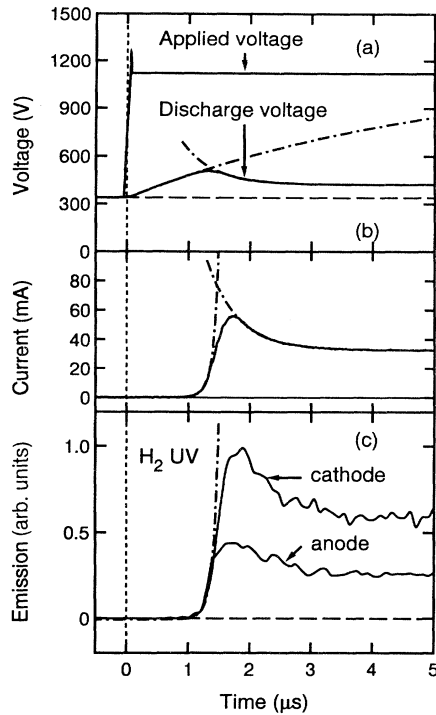 1500
1200
900
600
300
0
Voltage (V)
Applied voltage
(a)
Discharge voltage
(b)
80
60
40
20
0
Current (mA)
(c)
H2 UV
1.0
0.5
0
Emission (arb. units)
cathode
anode
0 1 2 3 4 5
Time (μs)